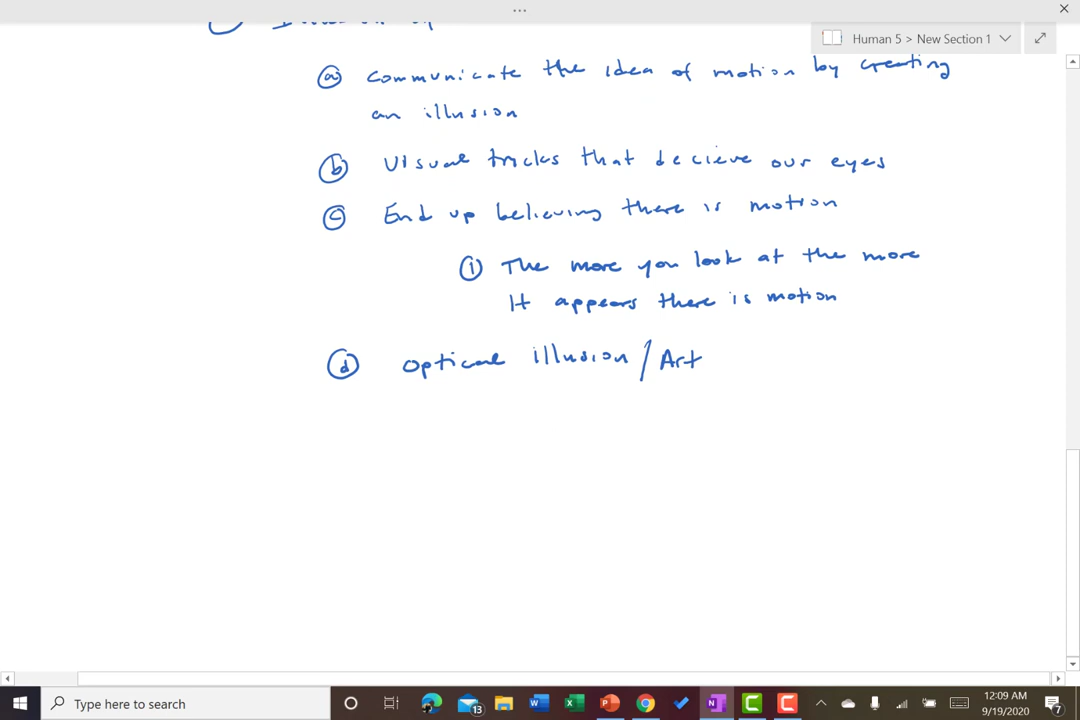 Human 5 > New Section 1
a communicate the idea of motion by creating
an illusion
b Visual tricks that decieve our eyes
c End up believing there is motion
i The more you look at the more
It appears there is motion
d optical illusion / Art
Type here to search
13
12:09 AM
9/19/2020
7